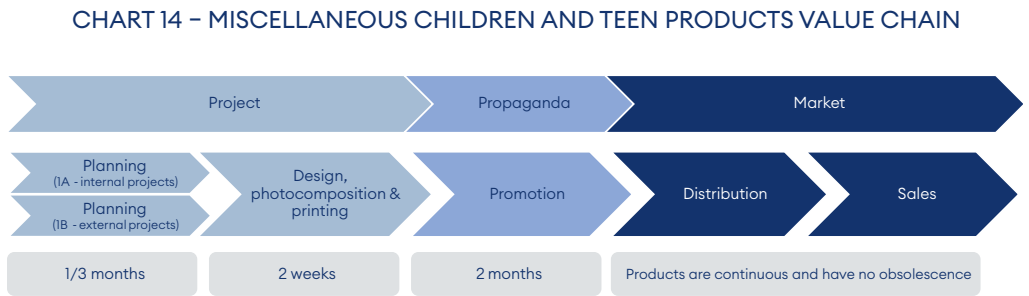 CHART 14 – MISCELLANEOUS CHILDREN AND TEEN PRODUCTS VALUE CHAIN
Project
Propaganda
Market
Planning
(1A - internal projects)
Planning
(1B - external projects)
Design,
photocomposition &
printing
Promotion
Distribution
Sales
1/3 months
2 weeks
2 months
Products are continuous and have no obsolescence